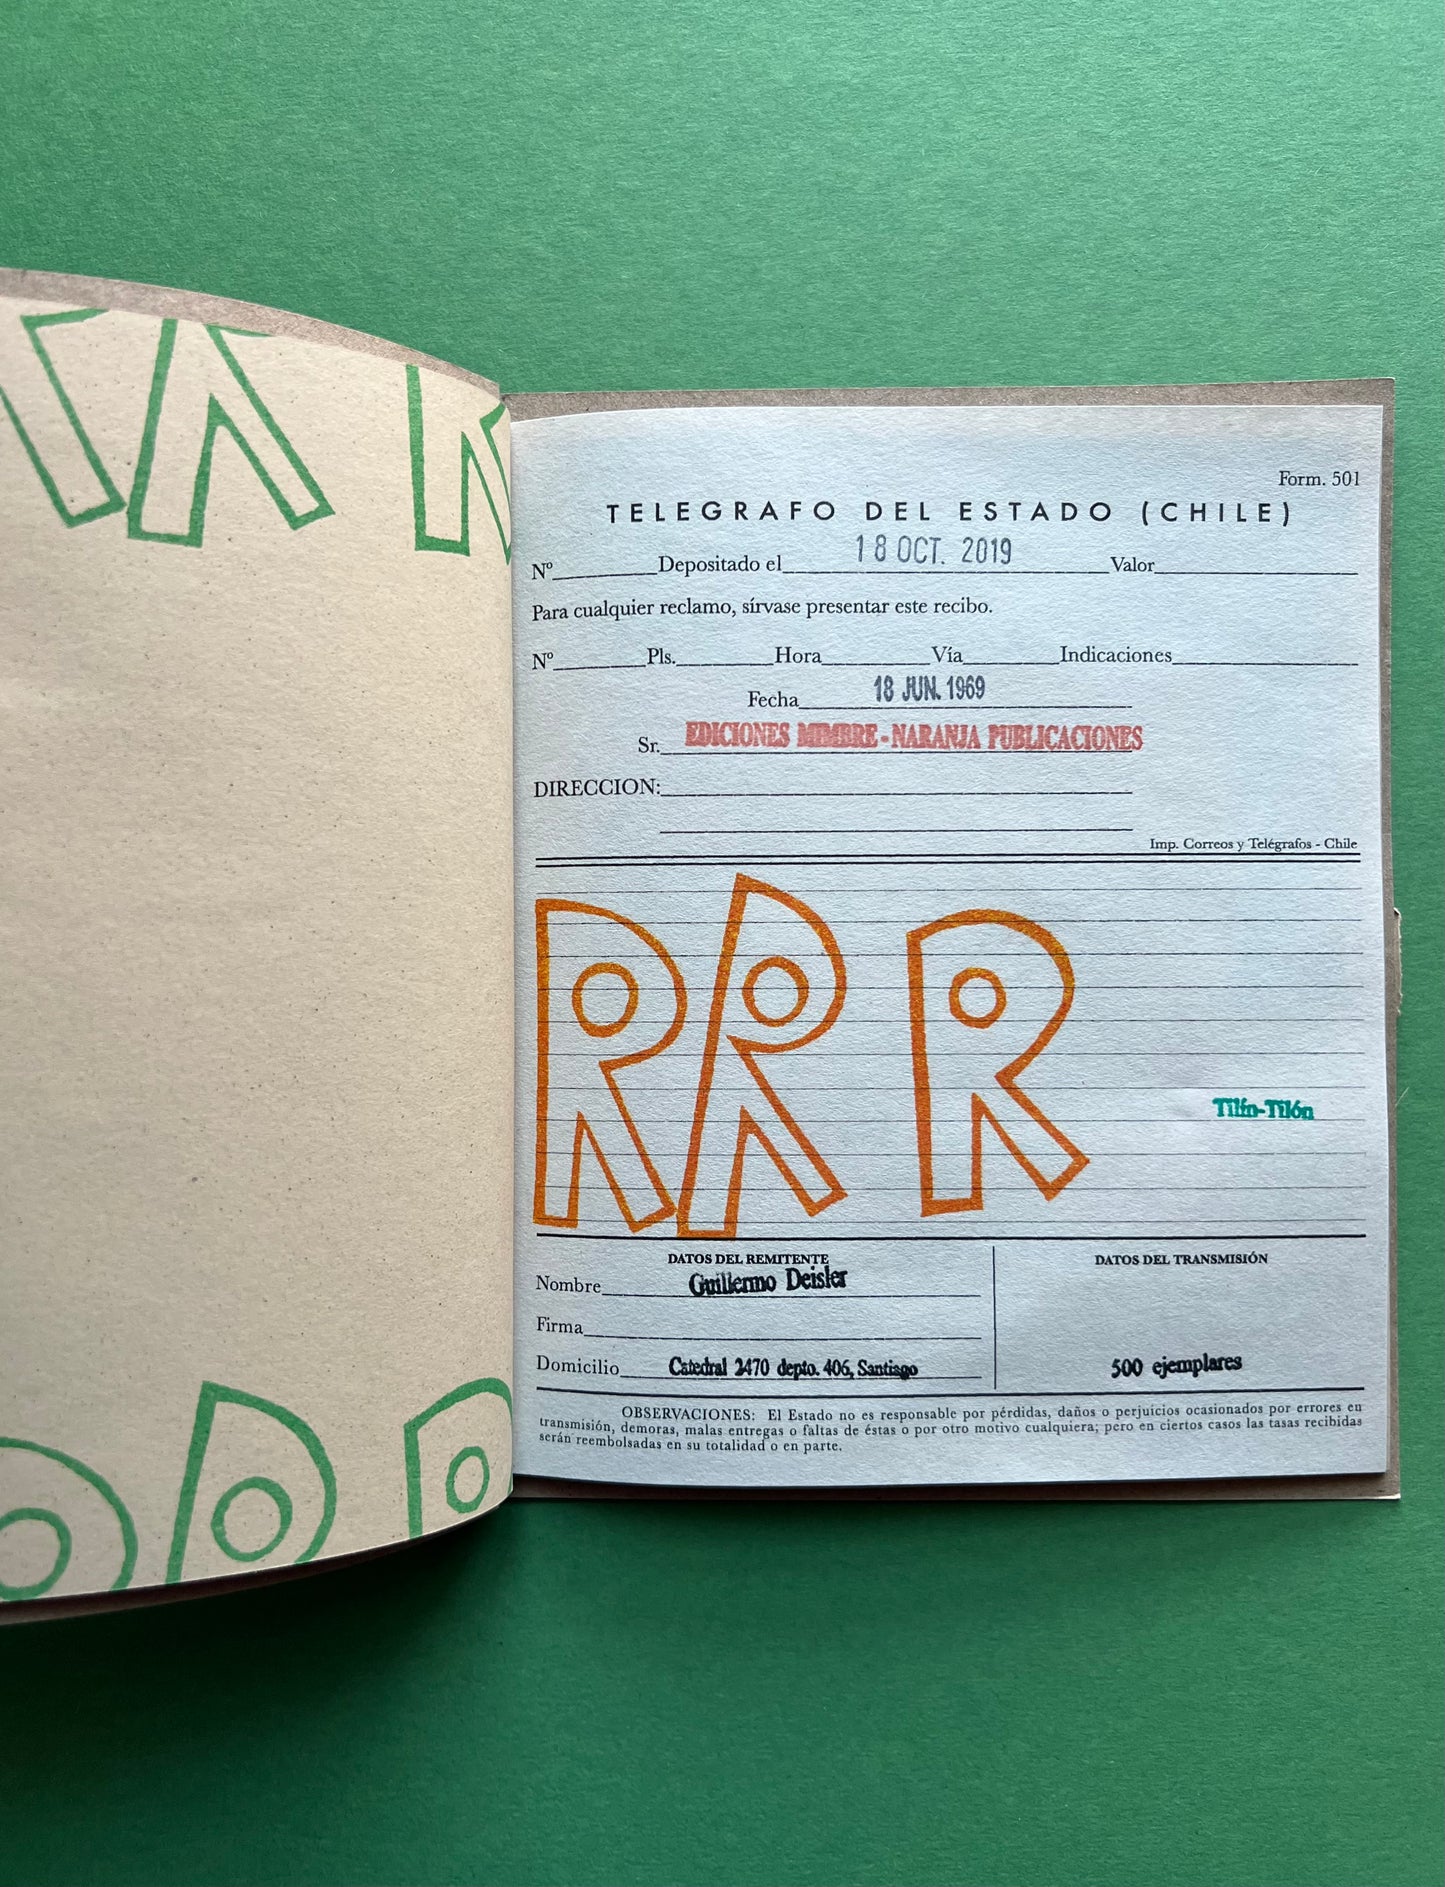 Form. 501
TELEGRAFO DEL ESTADO (CHILE)
Nº Depositado el 18 OCT. 2019 Valor
Para cualquier reclamo, sírvase presentar este recibo.
Nº Pls. Hora Vía Indicaciones
Fecha 18 JUN. 1969
Sr. EDICIONES MIMBRE - NARANJA PUBLICACIONES
DIRECCION:
Imp. Correos y Telégrafos - Chile
R R R
Tilín-Tilón
DATOS DEL REMITENTE
Nombre Guillermo Deisler
Firma
Domicilio Catedral 2470 depto. 406, Santiago
DATOS DEL TRANSMISIÓN
500 ejemplares
OBSERVACIONES: El Estado no es responsable por pérdidas, daños o perjuicios ocasionados por errores en
transmisión, demoras, malas entregas o faltas de éstas o por otro motivo cualquiera; pero en ciertos casos las tasas recibidas
serán reembolsadas en su totalidad o en parte.
R R R
R R R